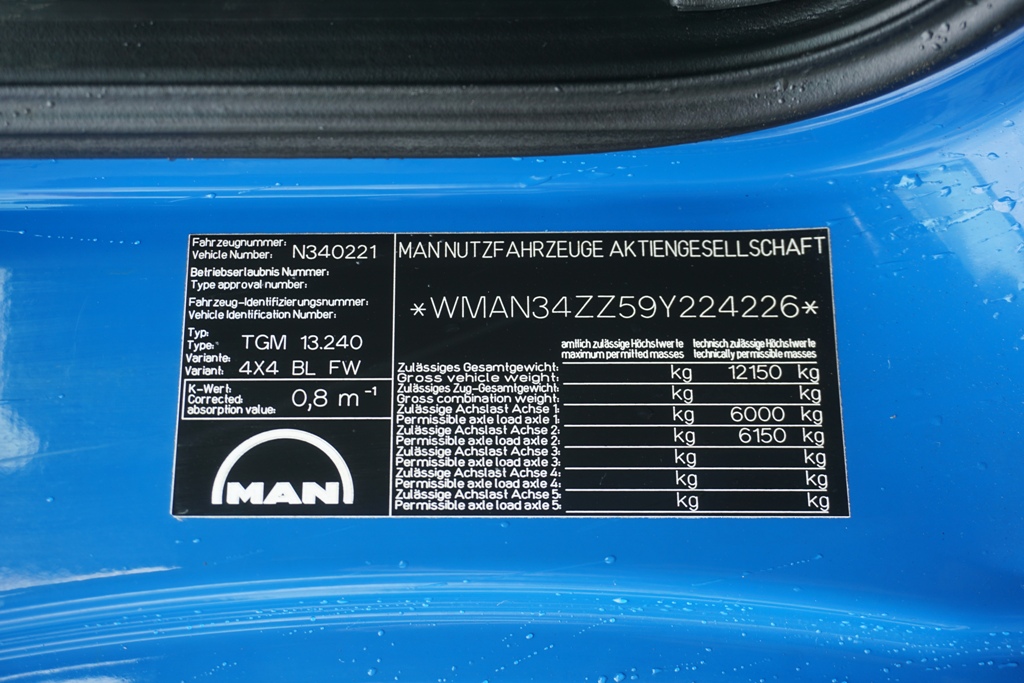 Fahrzeugnummer:
Vehicle Number: N340221
Betriebserlaubnis Nummer:
Type approval number:
Fahrzeug-Identifizierungsnummer:
Vehicle Identification Number:
Typ:
Type: TGM 13.240
Variante:
Variant: 4X4 BL FW
K-Wert:
Corrected
absorption value: 0,8 m⁻¹
MAN
MAN NUTZFAHRZEUGE AKTIENGESELLSCHAFT
*WMAN34ZZ59Y224226*
amtlich zulässige Höchstwerte technisch zulässige Höchstwerte
maximum permitted masses technically permissible masses
Zulässiges Gesamtgewicht:
Gross vehicle weight: kg 12150 kg
Zulässiges Zug-Gesamtgewicht:
Gross combination weight: kg kg
Zulässige Achslast Achse 1:
Permissible axle load axle 1: kg 6000 kg
Zulässige Achslast Achse 2:
Permissible axle load axle 2: kg 6150 kg
Zulässige Achslast Achse 3:
Permissible axle load axle 3: kg kg
Zulässige Achslast Achse 4:
Permissible axle load axle 4: kg kg
Zulässige Achslast Achse 5:
Permissible axle load axle 5: kg kg